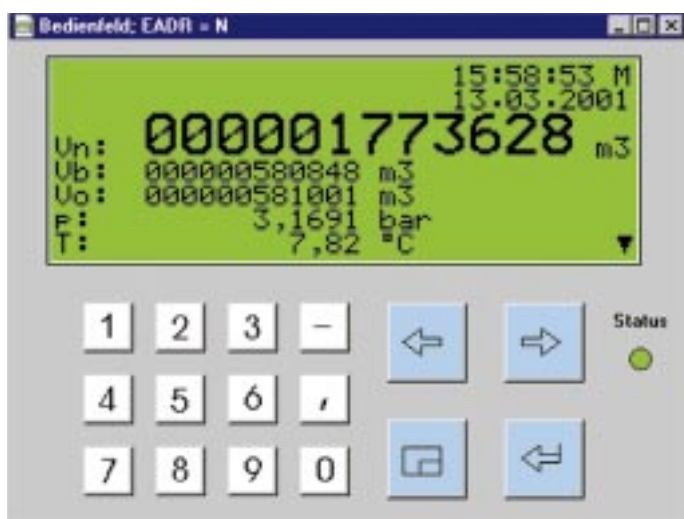 Bedienfeld; EADR = N
15:58:53 M
13.03.2001
Vn: 000001773628 m3
Vb: 000000580848 m3
Vo: 000000581001 m3
P: 3,1691 bar
T: 7,82 °C
1 2 3 –
Status
4 5 6 ,
7 8 9 0